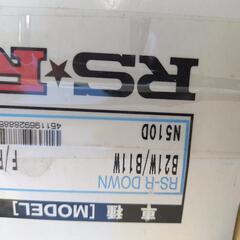 RS★R
車種 [MODEL]
RS-R DOWN
B21W/B11W
N510D